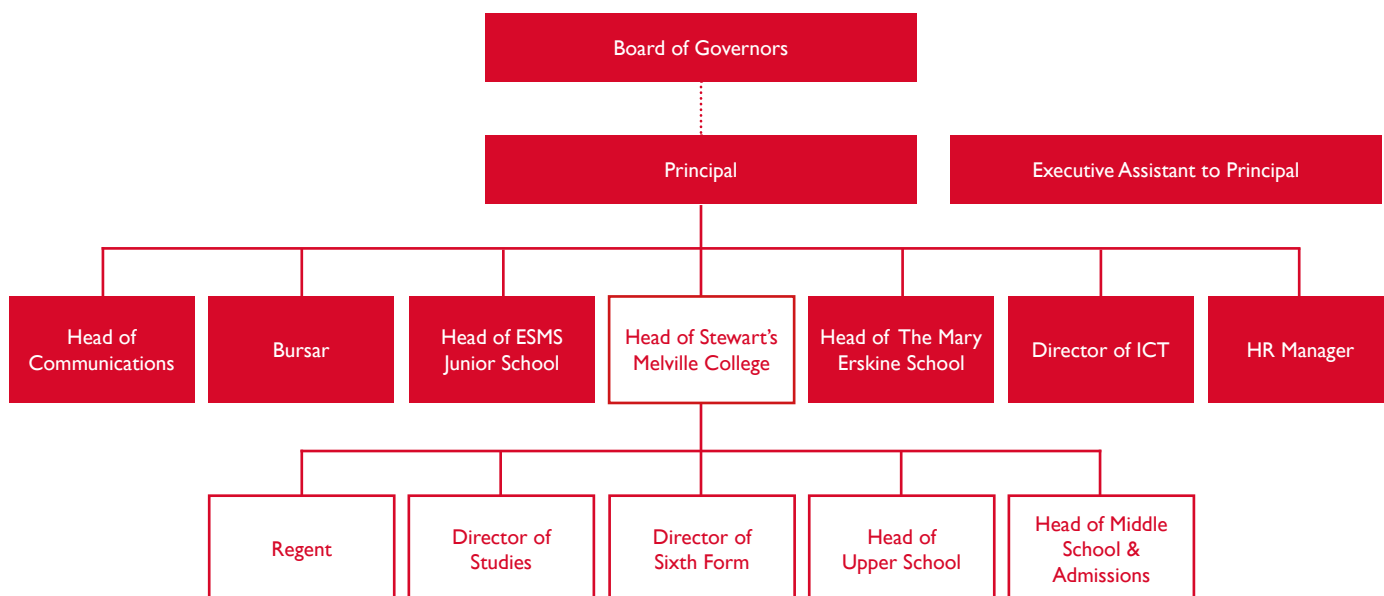 Board of Governors
Principal
Executive Assistant to Principal
Head of
Communications
Bursar
Head of ESMS
Junior School
Head of Stewart’s
Melville College
Head of The Mary
Erskine School
Director of ICT
HR Manager
Regent
Director of
Studies
Director of
Sixth Form
Head of
Upper School
Head of Middle
School &
Admissions